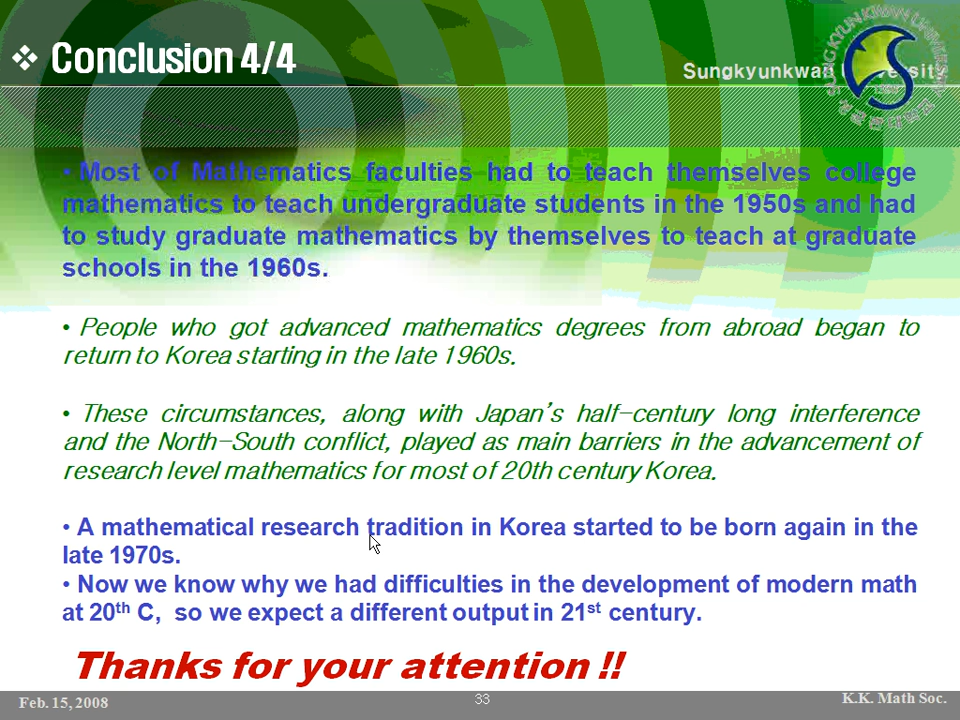 ❖ Conclusion 4/4
Sungkyunkwan University
SUNG KYUN KWAN UNIVERSITY
1398
• Most of Mathematics faculties had to teach themselves college
mathematics to teach undergraduate students in the 1950s and had
to study graduate mathematics by themselves to teach at graduate
schools in the 1960s.
• People who got advanced mathematics degrees from abroad began to
return to Korea starting in the late 1960s.
• These circumstances, along with Japan's half-century long interference
and the North-South conflict, played as main barriers in the advancement of
research level mathematics for most of 20th century Korea.
• A mathematical research tradition in Korea started to be born again in the
late 1970s.
• Now we know why we had difficulties in the development of modern math
at 20th C, so we expect a different output in 21st century.
Thanks for your attention !!
Feb. 15, 2008
33
K.K. Math Soc.